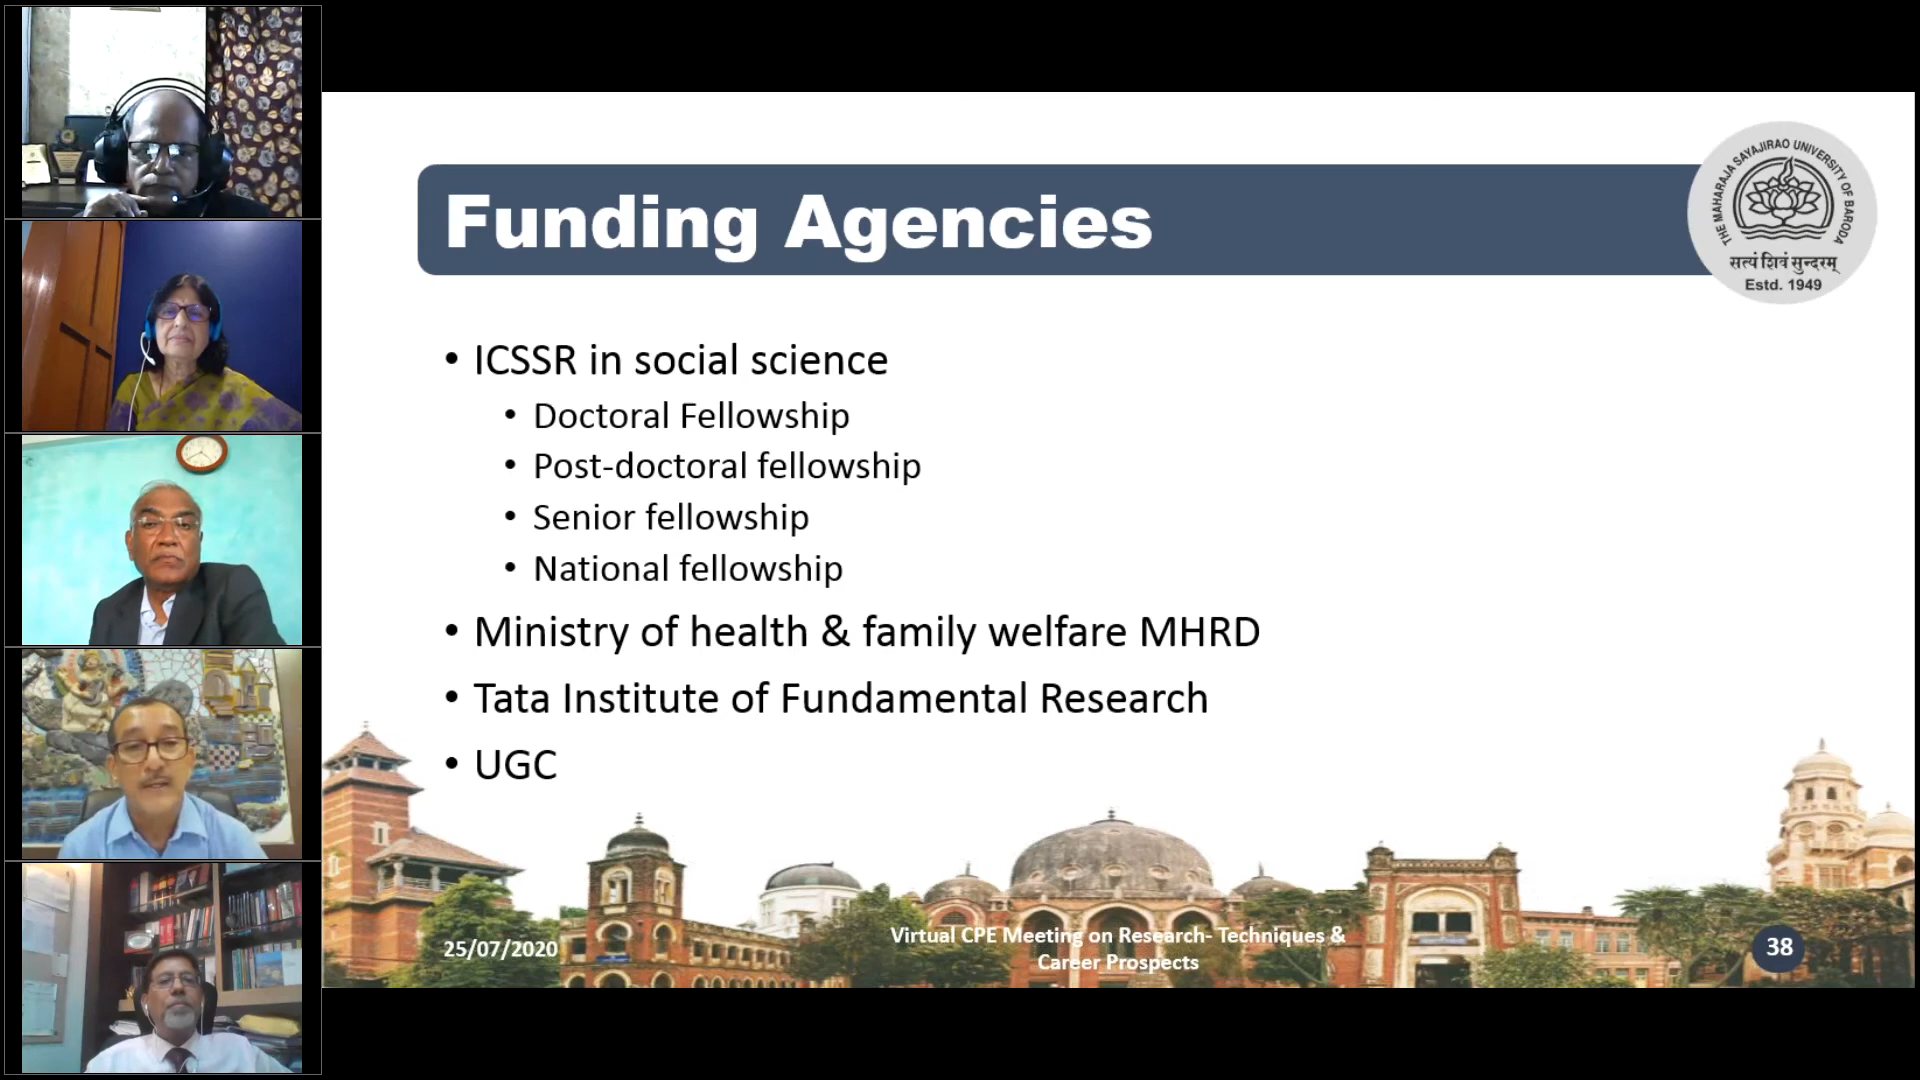 Funding Agencies
THE MAHARAJA SAYAJIRAO UNIVERSITY OF BARODA
सत्यं शिवं सुन्दरम्
Estd. 1949
• ICSSR in social science
• Doctoral Fellowship
• Post-doctoral fellowship
• Senior fellowship
• National fellowship
• Ministry of health & family welfare MHRD
• Tata Institute of Fundamental Research
• UGC
25/07/2020
Virtual CPE Meeting on Research- Techniques &
Career Prospects
38